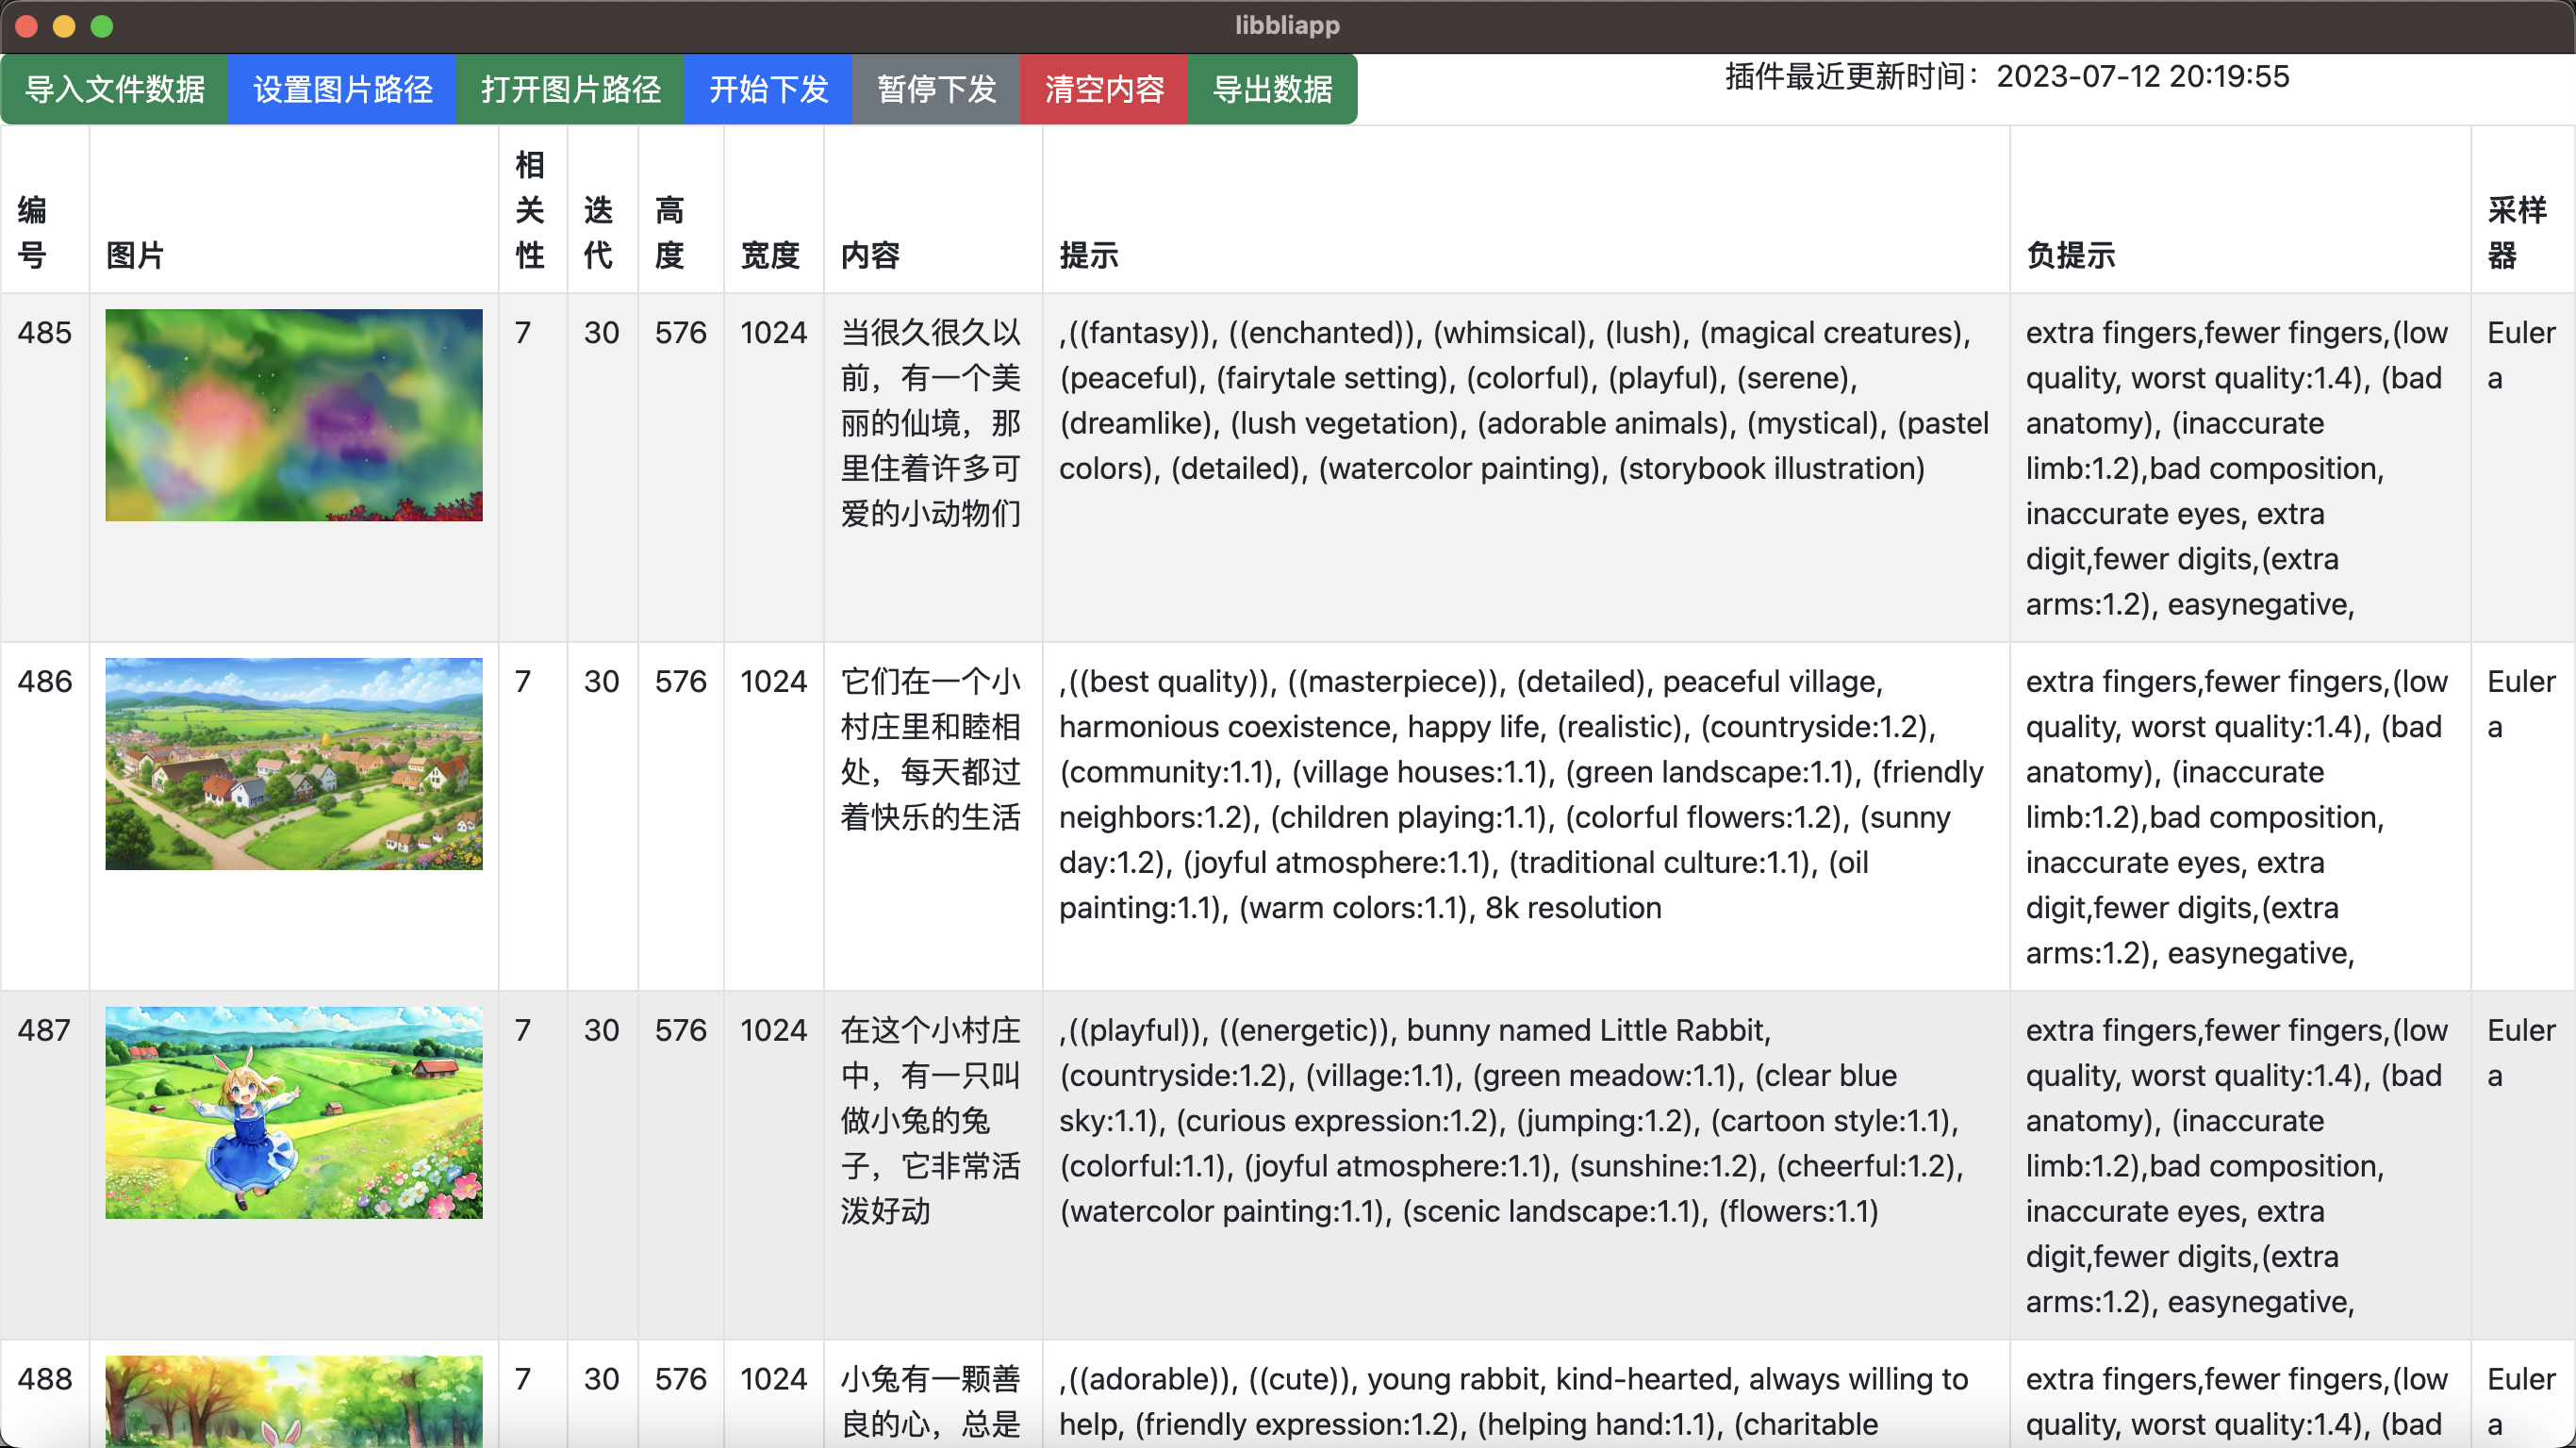 libbliapp
导入文件数据 设置图片路径 打开图片路径 开始下发 暂停下发 清空内容 导出数据
插件最近更新时间：2023-07-12 20:19:55
编
号
图片
相
关
性
迭
代
高
度
宽度
内容
提示
负提示
采样
器
485
7
30
576
1024
当很久很久以
前，有一个美
丽的仙境，那
里住着许多可
爱的小动物们
,((fantasy)), ((enchanted)), (whimsical), (lush), (magical creatures),
(peaceful), (fairytale setting), (colorful), (playful), (serene),
(dreamlike), (lush vegetation), (adorable animals), (mystical), (pastel
colors), (detailed), (watercolor painting), (storybook illustration)
extra fingers,fewer fingers,(low
quality, worst quality:1.4), (bad
anatomy), (inaccurate
limb:1.2),bad composition,
inaccurate eyes, extra
digit,fewer digits,(extra
arms:1.2), easynegative,
Euler
a
486
7
30
576
1024
它们在一个小
村庄里和睦相
处，每天都过
着快乐的生活
,((best quality)), ((masterpiece)), (detailed), peaceful village,
harmonious coexistence, happy life, (realistic), (countryside:1.2),
(community:1.1), (village houses:1.1), (green landscape:1.1), (friendly
neighbors:1.2), (children playing:1.1), (colorful flowers:1.2), (sunny
day:1.2), (joyful atmosphere:1.1), (traditional culture:1.1), (oil
painting:1.1), (warm colors:1.1), 8k resolution
extra fingers,fewer fingers,(low
quality, worst quality:1.4), (bad
anatomy), (inaccurate
limb:1.2),bad composition,
inaccurate eyes, extra
digit,fewer digits,(extra
arms:1.2), easynegative,
Euler
a
487
7
30
576
1024
在这个小村庄
中，有一只叫
做小兔的兔
子，它非常活
泼好动
,((playful)), ((energetic)), bunny named Little Rabbit,
(countryside:1.2), (village:1.1), (green meadow:1.1), (clear blue
sky:1.1), (curious expression:1.2), (jumping:1.2), (cartoon style:1.1),
(colorful:1.1), (joyful atmosphere:1.1), (sunshine:1.2), (cheerful:1.2),
(watercolor painting:1.1), (scenic landscape:1.1), (flowers:1.1)
extra fingers,fewer fingers,(low
quality, worst quality:1.4), (bad
anatomy), (inaccurate
limb:1.2),bad composition,
inaccurate eyes, extra
digit,fewer digits,(extra
arms:1.2), easynegative,
Euler
a
488
7
30
576
1024
小兔有一颗善
良的心，总是
,((adorable)), ((cute)), young rabbit, kind-hearted, always willing to
help, (friendly expression:1.2), (helping hand:1.1), (charitable
extra fingers,fewer fingers,(low
quality, worst quality:1.4), (bad
Euler
a